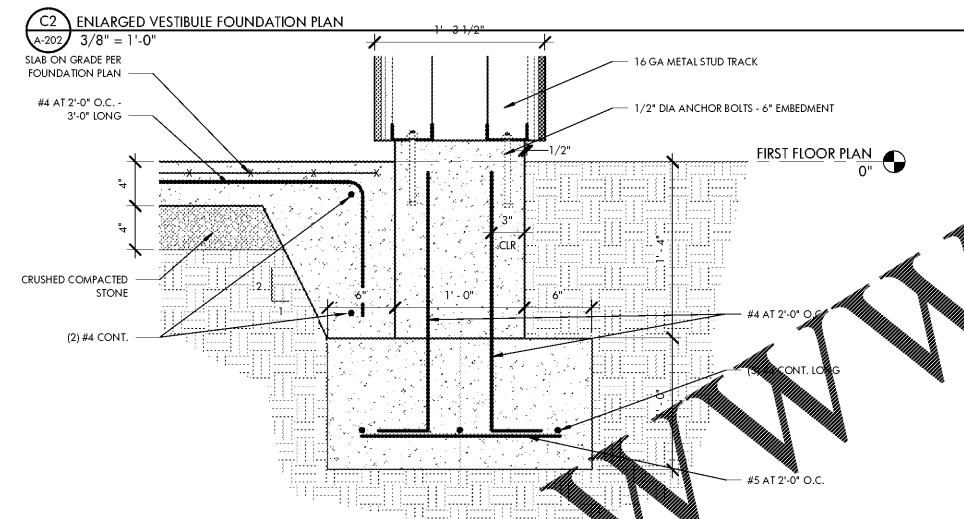 C2
A-202
ENLARGED VESTIBULE FOUNDATION PLAN
3/8" = 1'-0"
1' - 3 1/2"
SLAB ON GRADE PER
FOUNDATION PLAN
16 GA METAL STUD TRACK
#4 AT 2'-0" O.C. -
3'-0" LONG
1/2" DIA ANCHOR BOLTS - 6" EMBEDMENT
1/2"
FIRST FLOOR PLAN
0"
4"
4"
3"
CLR
1' - 4"
CRUSHED COMPACTED
STONE
2
1
6"
1' - 0"
6"
#4 AT 2'-0" O.C.
(2) #4 CONT.
CONT. LONG
#5 AT 2'-0" O.C.
WWW